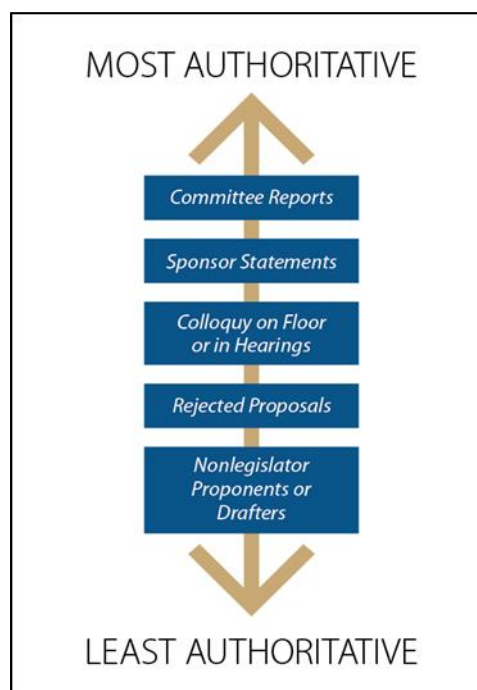 MOST AUTHORITATIVE
Committee Reports
Sponsor Statements
Colloquy on Floor
or in Hearings
Rejected Proposals
Nonlegislator
Proponents or
Drafters
LEAST AUTHORITATIVE